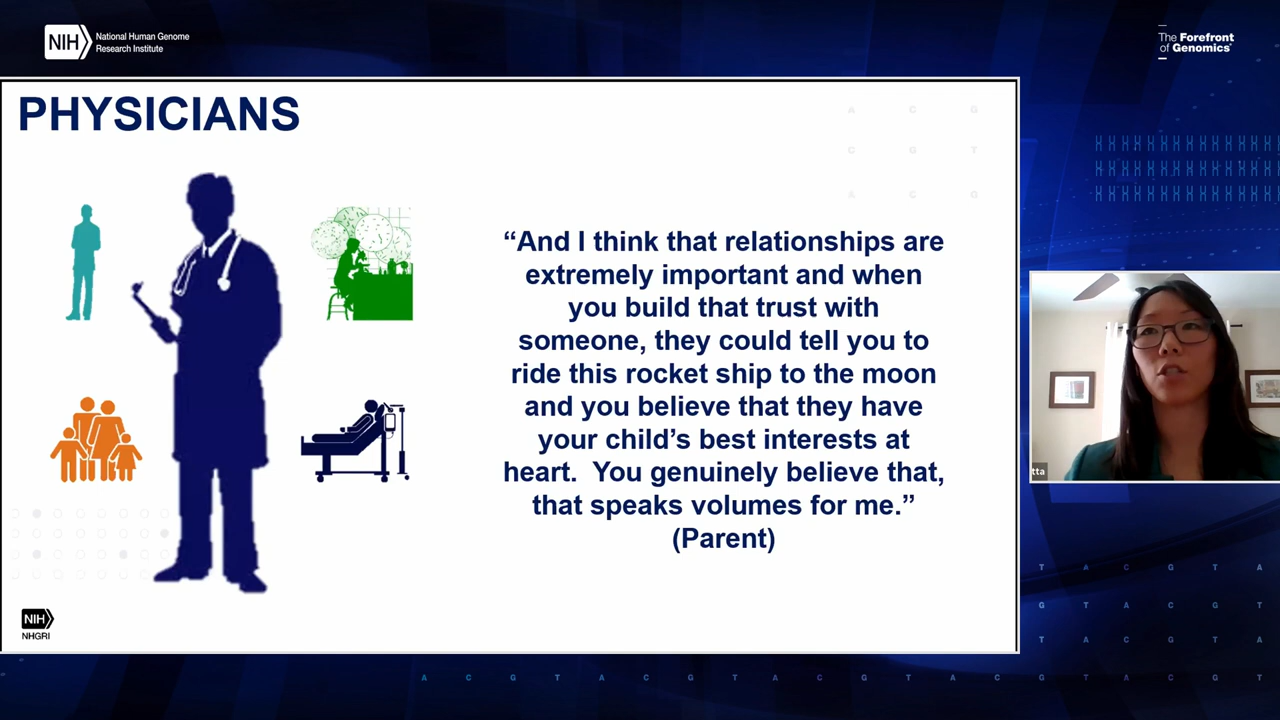 NIH
National Human Genome
Research Institute
The Forefront
of Genomics®
PHYSICIANS
A C G
C G T
A C G
“And I think that relationships are
extremely important and when
you build that trust with
someone, they could tell you to
ride this rocket ship to the moon
and you believe that they have
your child’s best interests at
heart.  You genuinely believe that,
that speaks volumes for me.”
(Parent)
tta
NIH
NHGRI
T A C G T A
G T A C G T
T A C G T A
A C G T A C G T A C G T A C G T A C G T